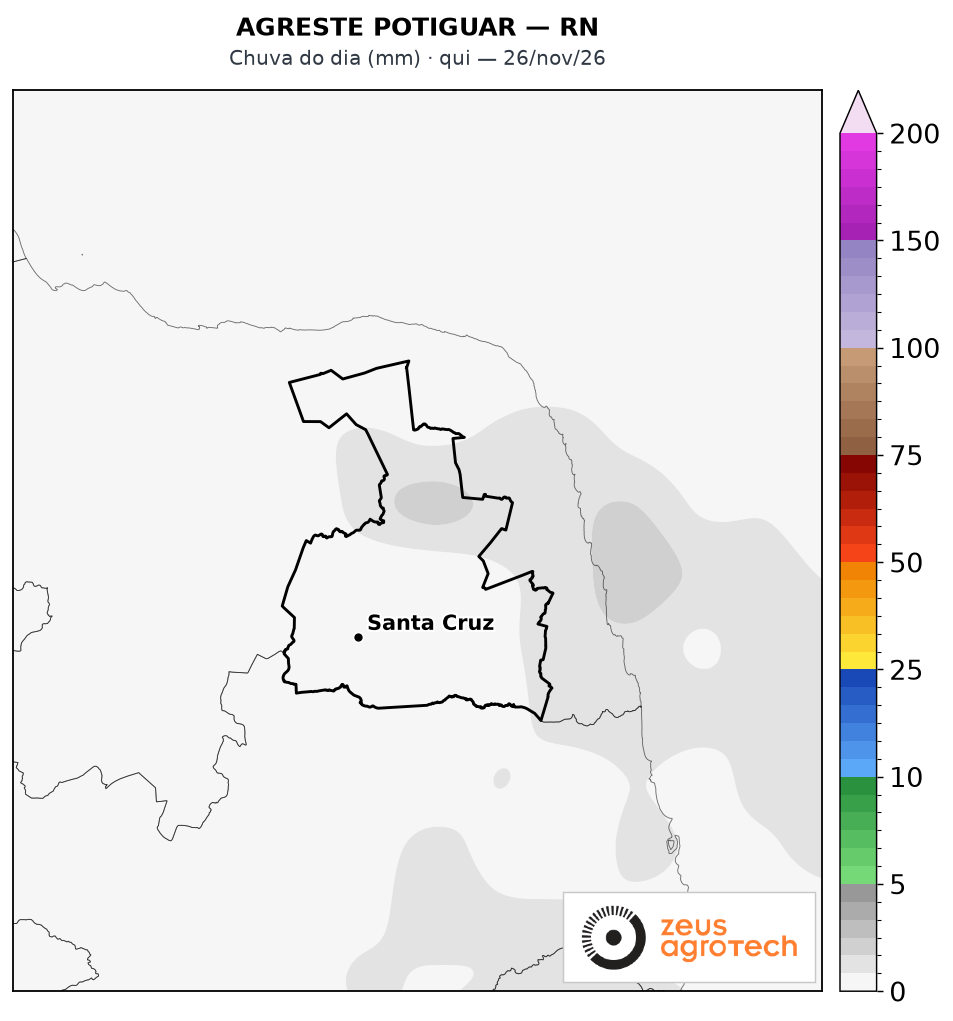 AGRESTE POTIGUAR — RN
Chuva do dia (mm) · qui — 26/nov/26
200
150
100
75
50
25
10
5
0
Santa Cruz
zeus
agrotech